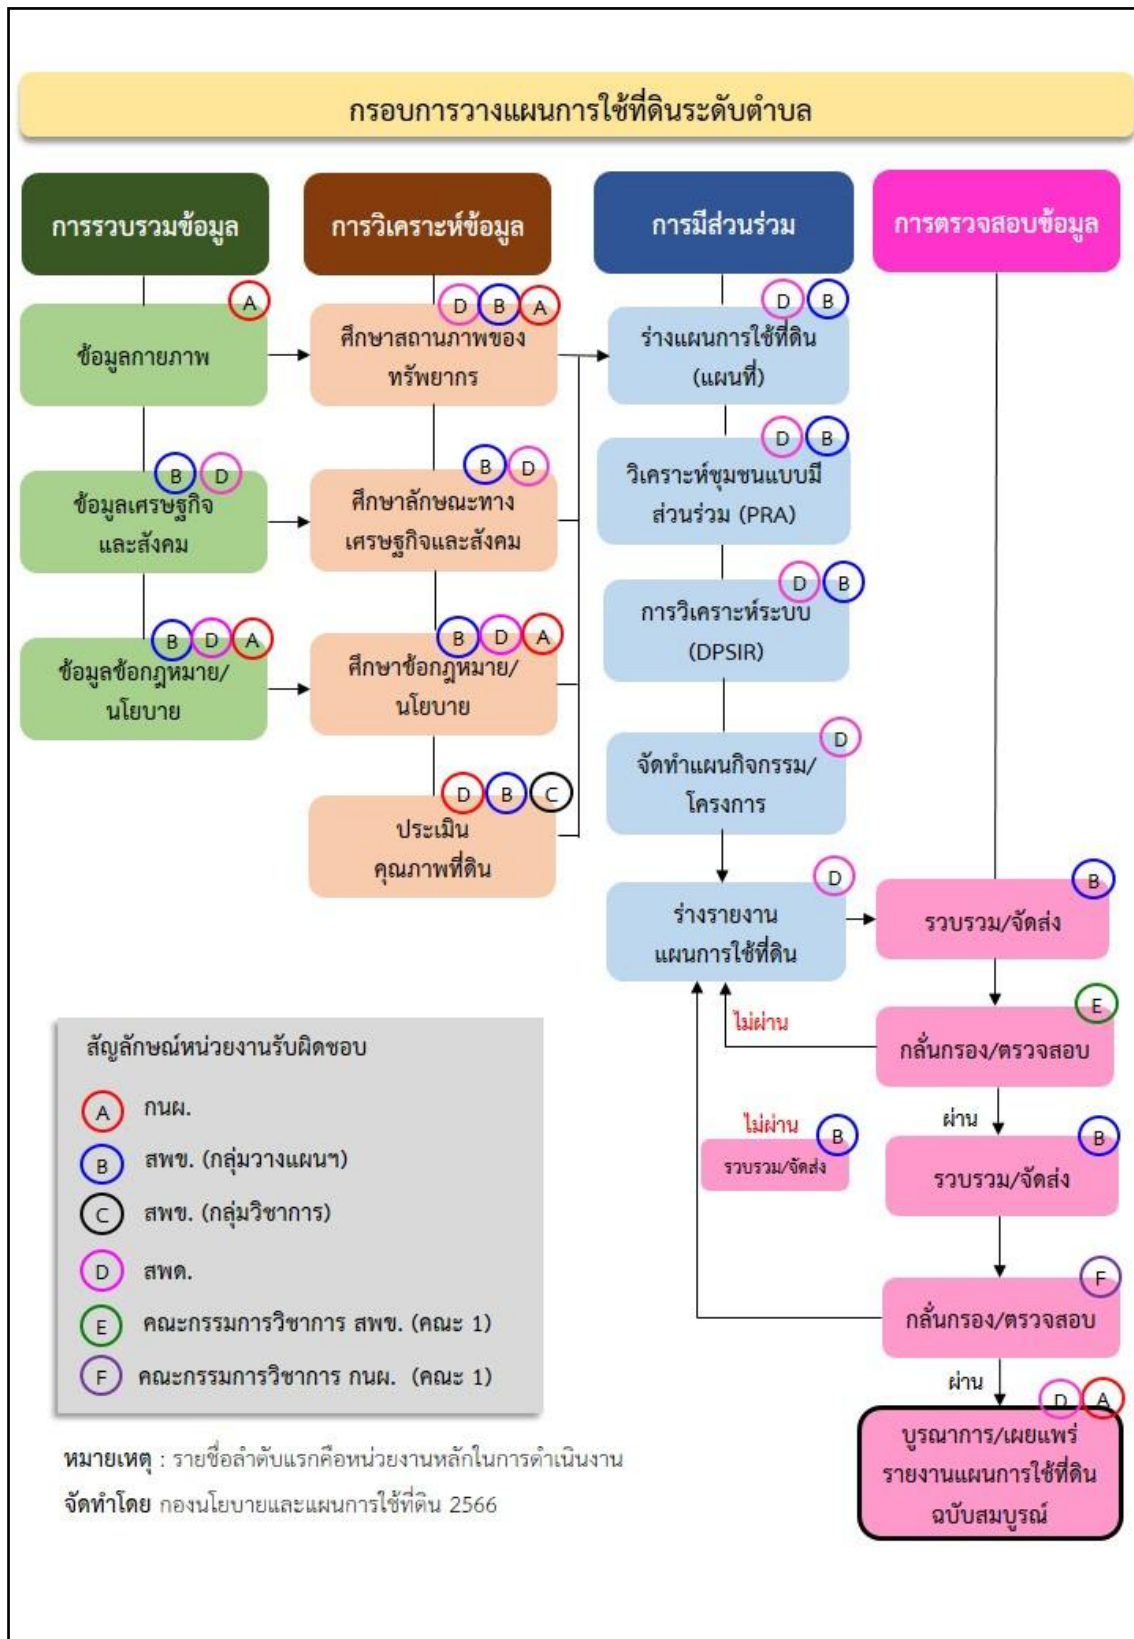 กรอบการวางแผนการใช้ที่ดินระดับตำบล
การรวบรวมข้อมูล
A
ข้อมูลกายภาพ
B D
ข้อมูลเศรษฐกิจ
และสังคม
B D A
ข้อมูลข้อกฎหมาย/
นโยบาย
การวิเคราะห์ข้อมูล
D B A
ศึกษาสถานภาพของ
ทรัพยากร
B D
ศึกษาลักษณะทาง
เศรษฐกิจและสังคม
B D A
ศึกษาข้อกฎหมาย/
นโยบาย
D B C
ประเมิน
คุณภาพที่ดิน
การมีส่วนร่วม
D B
ร่างแผนการใช้ที่ดิน
(แผนที่)
D B
วิเคราะห์ชุมชนแบบมี
ส่วนร่วม (PRA)
D B
การวิเคราะห์ระบบ
(DPSIR)
D
จัดทำแผนกิจกรรม/
โครงการ
D
ร่างรายงาน
แผนการใช้ที่ดิน
การตรวจสอบข้อมูล
B
รวบรวม/จัดส่ง
E
ไม่ผ่าน
กลั่นกรอง/ตรวจสอบ
ผ่าน
ไม่ผ่าน
B
รวบรวม/จัดส่ง
B
รวบรวม/จัดส่ง
F
กลั่นกรอง/ตรวจสอบ
ผ่าน
D A
บูรณาการ/เผยแพร่
รายงานแผนการใช้ที่ดิน
ฉบับสมบูรณ์
สัญลักษณ์หน่วยงานรับผิดชอบ
A กนผ.
B สพข. (กลุ่มวางแผนฯ)
C สพข. (กลุ่มวิชาการ)
D สพด.
E คณะกรรมการวิชาการ สพข. (คณะ 1)
F คณะกรรมการวิชาการ กนผ. (คณะ 1)
หมายเหตุ : รายชื่อลำดับแรกคือหน่วยงานหลักในการดำเนินงาน
จัดทำโดย กองนโยบายและแผนการใช้ที่ดิน 2566